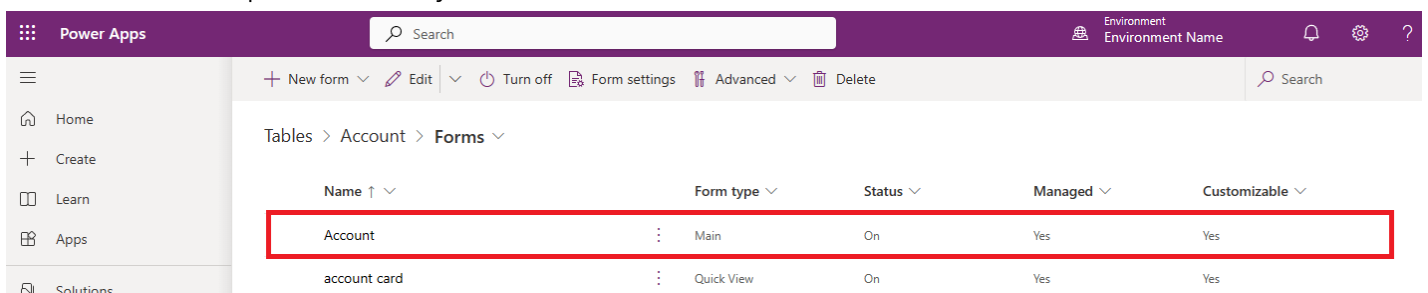 Power Apps
Search
Environment
Environment Name
?
New form
Edit
Turn off
Form settings
Advanced
Delete
Search
Home
Create
Learn
Apps
Solutions
Tables > Account > Forms
Name ↑ Form type Status Managed Customizable
Account Main On Yes Yes
account card Quick View On Yes Yes